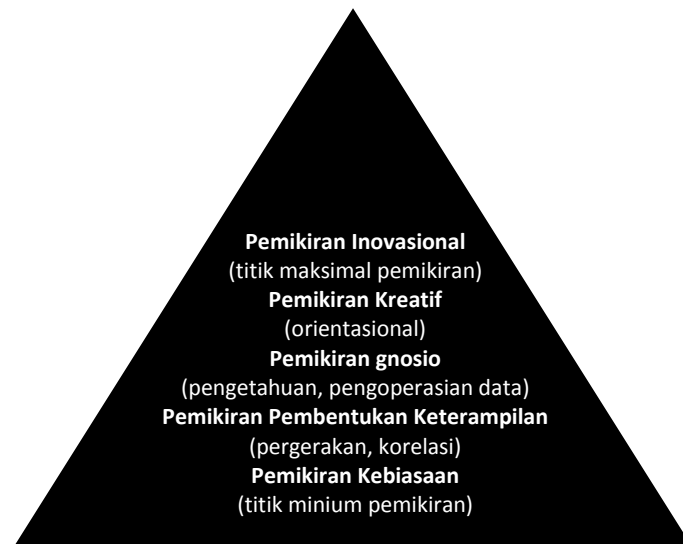 Pemikiran Inovasional
(titik maksimal pemikiran)
Pemikiran Kreatif
(orientasional)
Pemikiran gnosio
(pengetahuan, pengoperasian data)
Pemikiran Pembentukan Keterampilan
(pergerakan, korelasi)
Pemikiran Kebiasaan
(titik minium pemikiran)